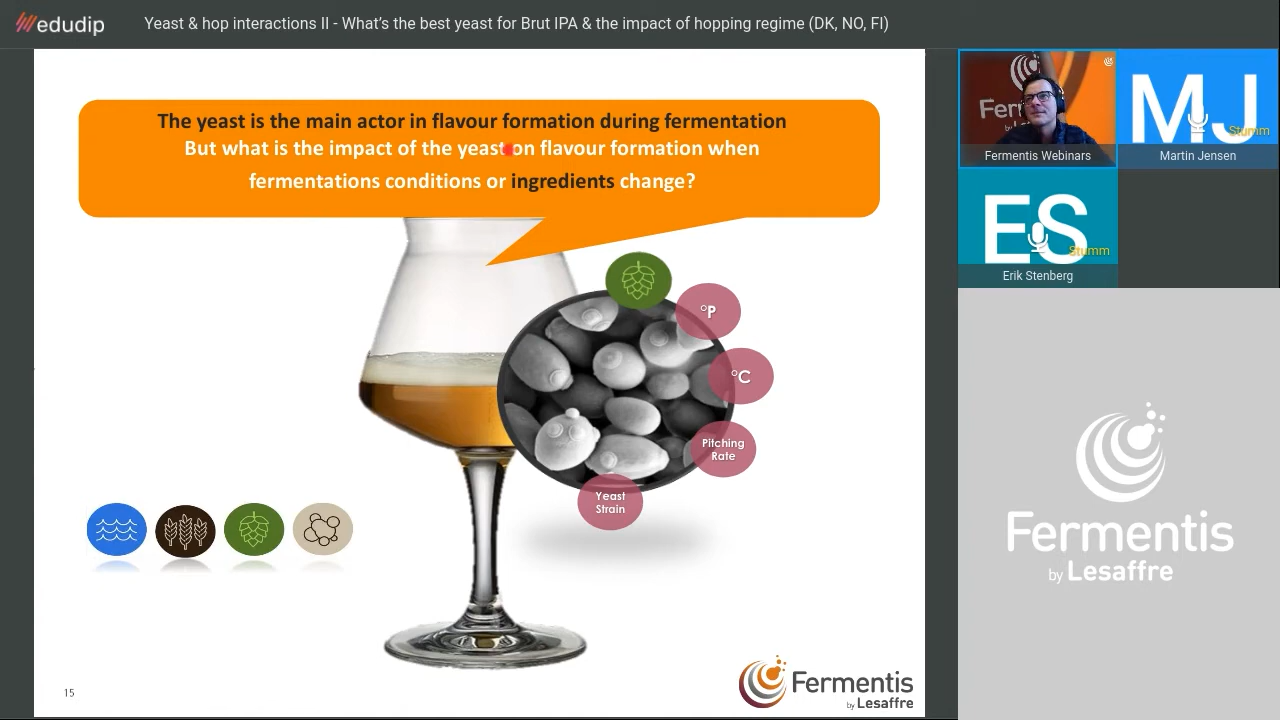 edudip
Yeast & hop interactions II - What's the best yeast for Brut IPA & the impact of hopping regime (DK, NO, FI)
The yeast is the main actor in flavour formation during fermentation
But what is the impact of the yeast on flavour formation when
fermentations conditions or ingredients change?
°P
°C
Pitching
Rate
Yeast
Strain
15
Fermentis
by Lesaffre
Fermentis Webinars
MJ
Stumm
Martin Jensen
ES
Stumm
Erik Stenberg
Fermentis
by Lesaffre